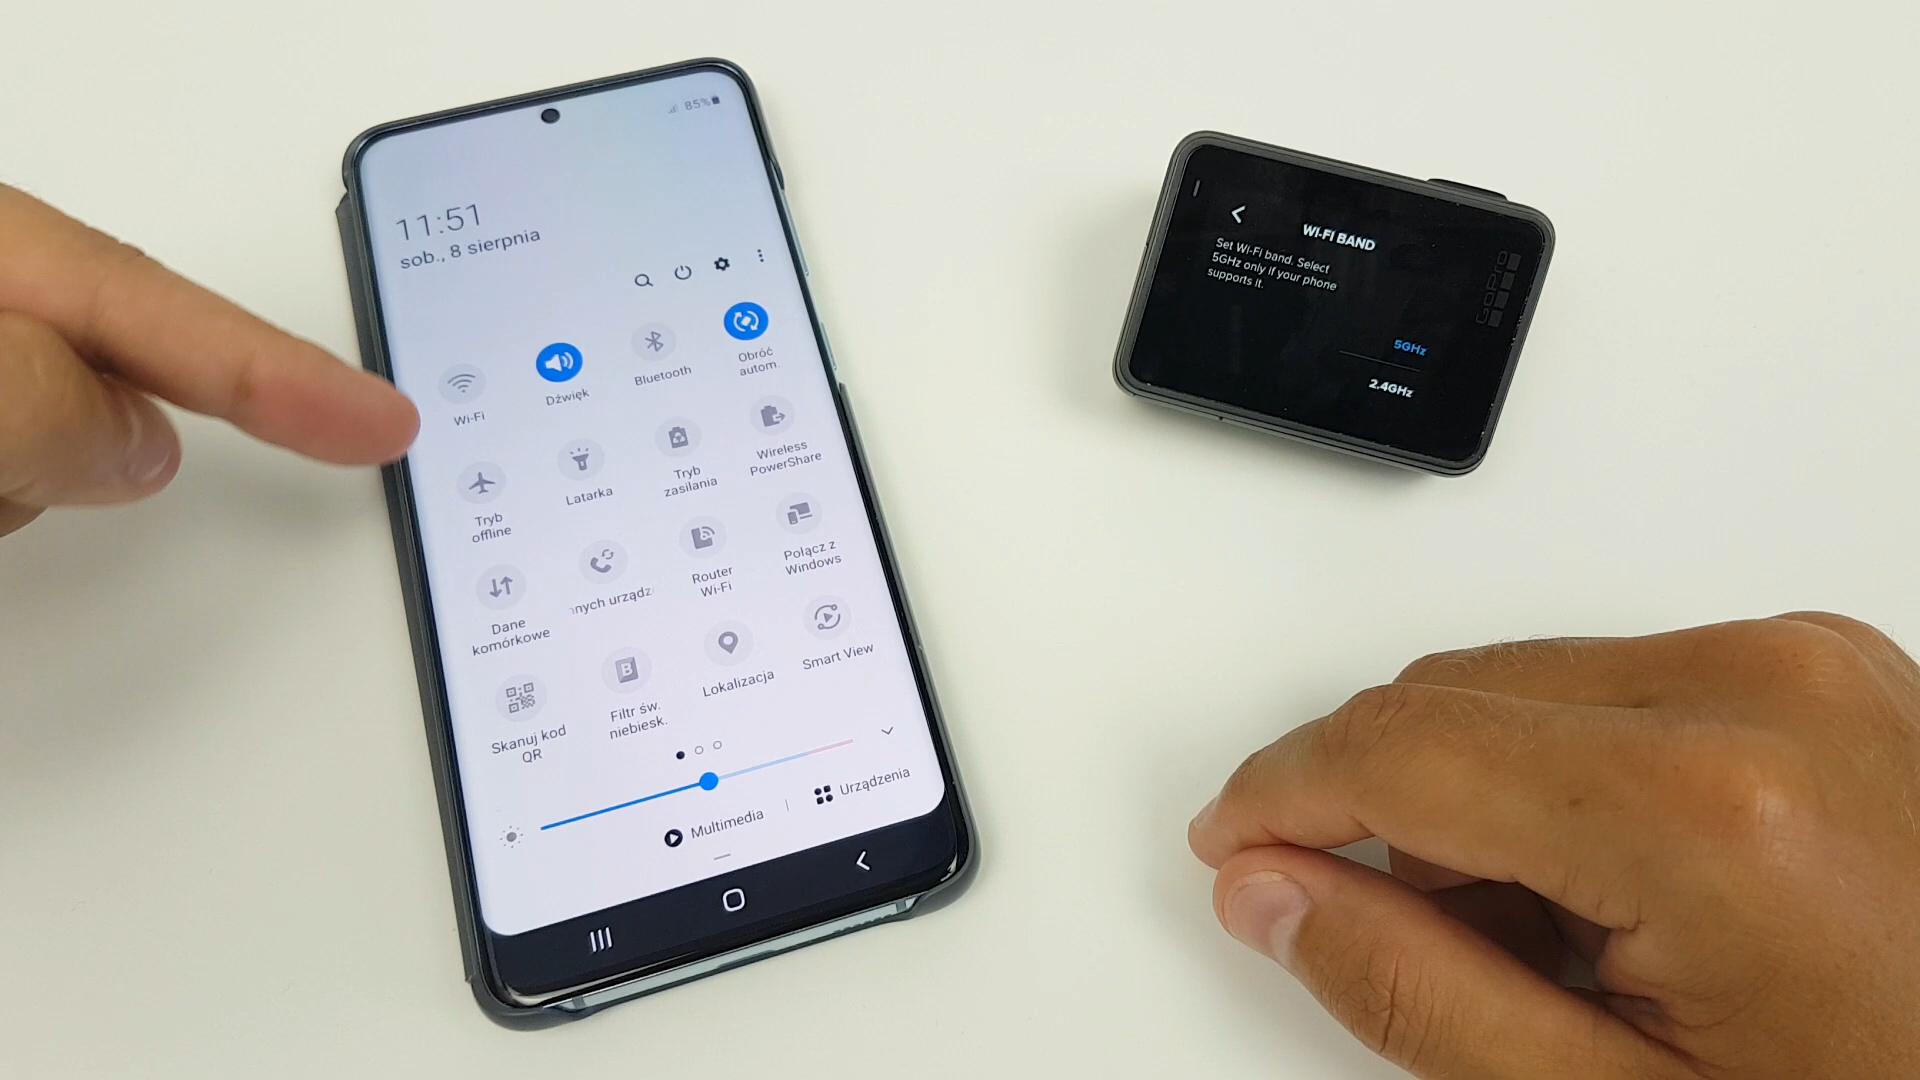 85%
11:51
sob., 8 sierpnia
Wi-Fi
Dźwięk
Bluetooth
Obróć
autom.
Tryb
offline
Latarka
Tryb
zasilania
Wireless
PowerShare
Dane
komórkowe
nnych urządz
Router
Wi-Fi
Połącz z
Windows
Skanuj kod
QR
B
Filtr św.
niebiesk.
Lokalizacja
Smart View
Multimedia
Urządzenia
WI-FI BAND
Set Wi-Fi band. Select
5GHz only if your phone
supports it.
5GHz
2.4GHz
GoPro